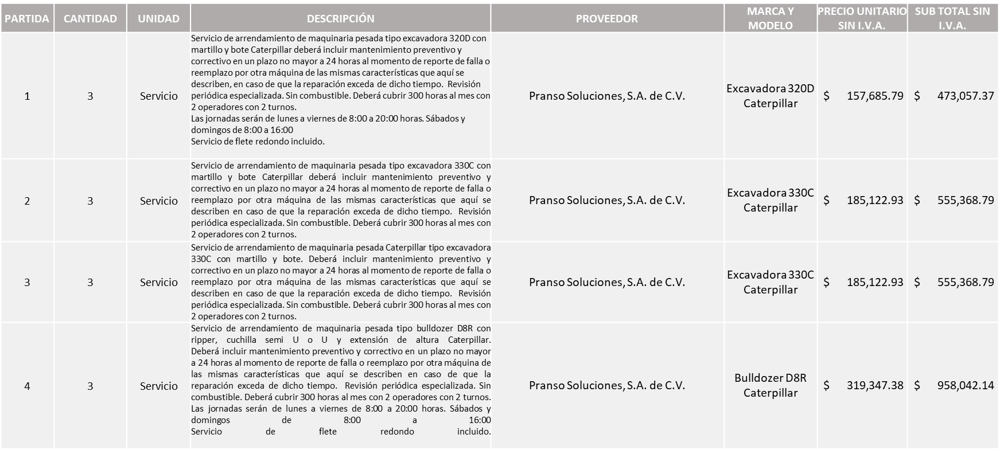 PARTIDA CANTIDAD UNIDAD DESCRIPCIÓN PROVEEDOR MARCA Y MODELO PRECIO UNITARIO SIN I.V.A. SUB TOTAL SIN I.V.A.
1 3 Servicio
Servicio de arrendamiento de maquinaria pesada tipo excavadora 320D con
martillo y bote Caterpillar deberá incluir mantenimiento preventivo y
correctivo en un plazo no mayor a 24 horas al momento de reporte de falla o
reemplazo por otra máquina de las mismas características que aquí se
describen, en caso de que la reparación exceda de dicho tiempo. Revisión
periódica especializada. Sin combustible. Deberá cubrir 300 horas al mes con
2 operadores con 2 turnos.
Las jornadas serán de lunes a viernes de 8:00 a 20:00 horas. Sábados y
domingos de 8:00 a 16:00
Servicio de flete redondo incluido.
Pranso Soluciones, S.A. de C.V.
Excavadora 320D
Caterpillar
$ 157,685.79 $ 473,057.37
2 3 Servicio
Servicio de arrendamiento de maquinaria pesada tipo excavadora 330C con
martillo y bote Caterpillar deberá incluir mantenimiento preventivo y
correctivo en un plazo no mayor a 24 horas al momento de reporte de falla o
reemplazo por otra máquina de las mismas características que aquí se
describen en caso de que la reparación exceda de dicho tiempo. Revisión
periódica especializada. Sin combustible. Deberá cubrir 300 horas al mes con
2 operadores con 2 turnos.
Pranso Soluciones, S.A. de C.V.
Excavadora 330C
Caterpillar
$ 185,122.93 $ 555,368.79
3 3 Servicio
Servicio de arrendamiento de maquinaria pesada Caterpillar tipo excavadora
330C con martillo y bote. Deberá incluir mantenimiento preventivo y
correctivo en un plazo no mayor a 24 horas al momento de reporte de falla o
reemplazo por otra máquina de las mismas características que aquí se
describen en caso de que la reparación exceda de dicho tiempo. Revisión
periódica especializada. Sin combustible. Deberá cubrir 300 horas al mes con
2 operadores con 2 turnos.
Pranso Soluciones, S.A. de C.V.
Excavadora 330C
Caterpillar
$ 185,122.93 $ 555,368.79
4 3 Servicio
Servicio de arrendamiento de maquinaria pesada tipo bulldozer D8R con
ripper, cuchilla semi U o U y extensión de altura Caterpillar.
Deberá incluir mantenimiento preventivo y correctivo en un plazo no mayor
a 24 horas al momento de reporte de falla o reemplazo por otra máquina de
las mismas características que aquí se describen en caso de que la
reparación exceda de dicho tiempo. Revisión periódica especializada. Sin
combustible. Deberá cubrir 300 horas al mes con 2 operadores con 2 turnos.
Las jornadas serán de lunes a viernes de 8:00 a 20:00 horas. Sábados y
domingos de 8:00 a 16:00
Servicio de flete redondo incluido.
Pranso Soluciones, S.A. de C.V.
Bulldozer D8R
Caterpillar
$ 319,347.38 $ 958,042.14